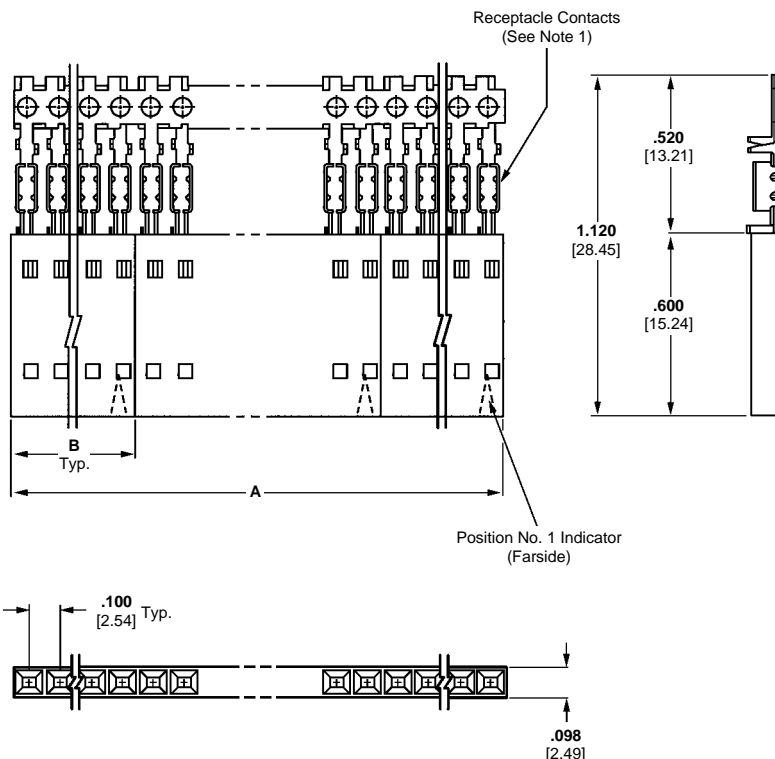 Receptacle Contacts
(See Note 1)
.520
[13.21]
1.120
[28.45]
.600
[15.24]
B
Typ.
A
Position No. 1 Indicator
(Farside)
.100
[2.54] Typ.
.098
[2.49]